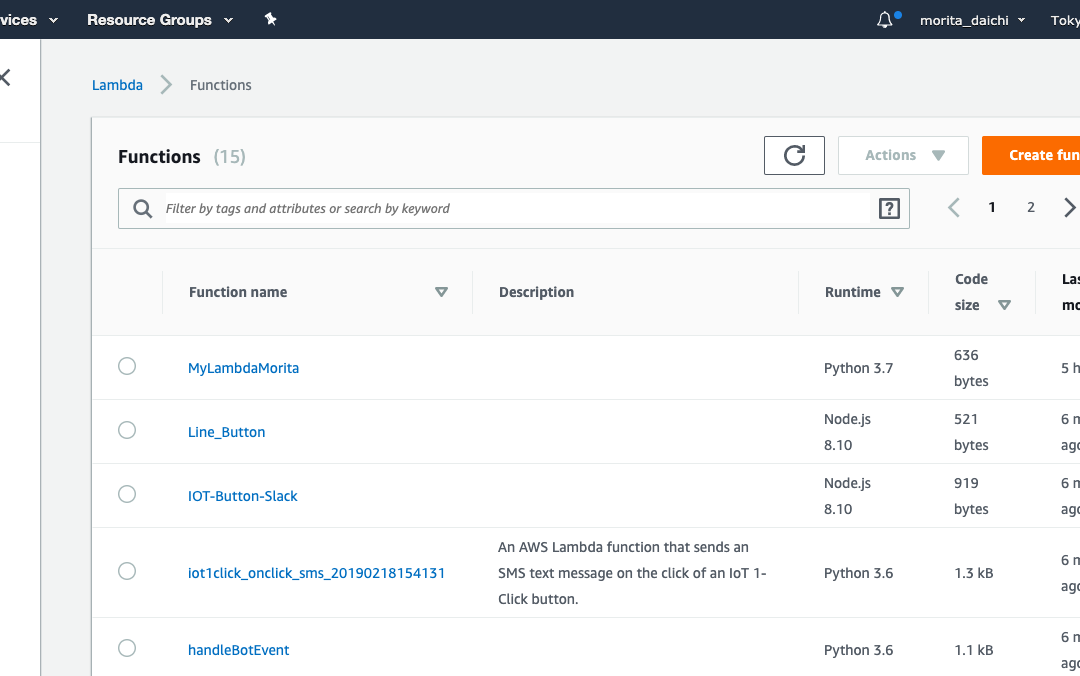 vices Resource Groups morita_daichi Toky
Lambda Functions
Functions (15) Actions Create fun
Filter by tags and attributes or search by keyword ? 1 2
Function name Description Runtime Code size Las mo
MyLambdaMorita Python 3.7 636 bytes 5 h
Line_Button Node.js 8.10 521 bytes 6 m ago
IOT-Button-Slack Node.js 8.10 919 bytes 6 m ago
iot1click_onclick_sms_20190218154131 An AWS Lambda function that sends an SMS text message on the click of an IoT 1-Click button. Python 3.6 1.3 kB 6 m ago
handleBotEvent Python 3.6 1.1 kB 6 m ago